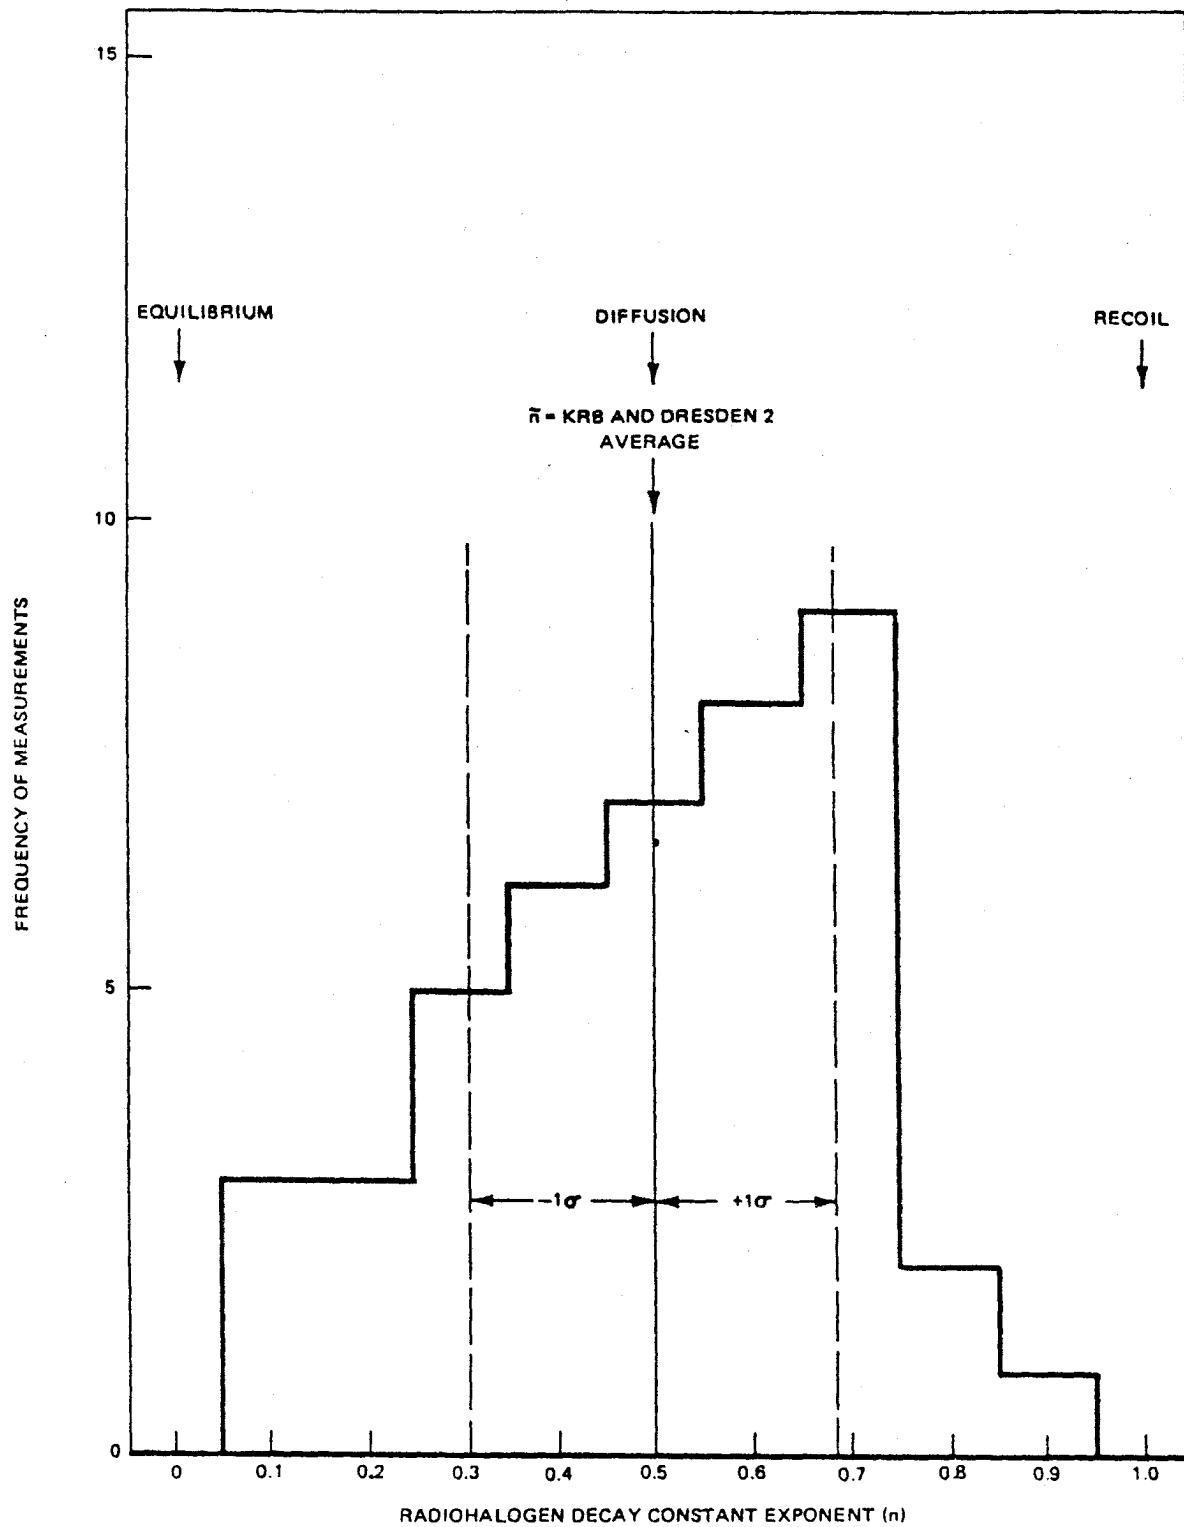 15
EQUILIBRIUM
DIFFUSION
RECOIL
ñ = KRB AND DRESDEN 2
AVERAGE
10
FREQUENCY OF MEASUREMENTS
5
-1σ
+1σ
0
0 0.1 0.2 0.3 0.4 0.5 0.6 0.7 0.8 0.9 1.0
RADIOHALOGEN DECAY CONSTANT EXPONENT (n)